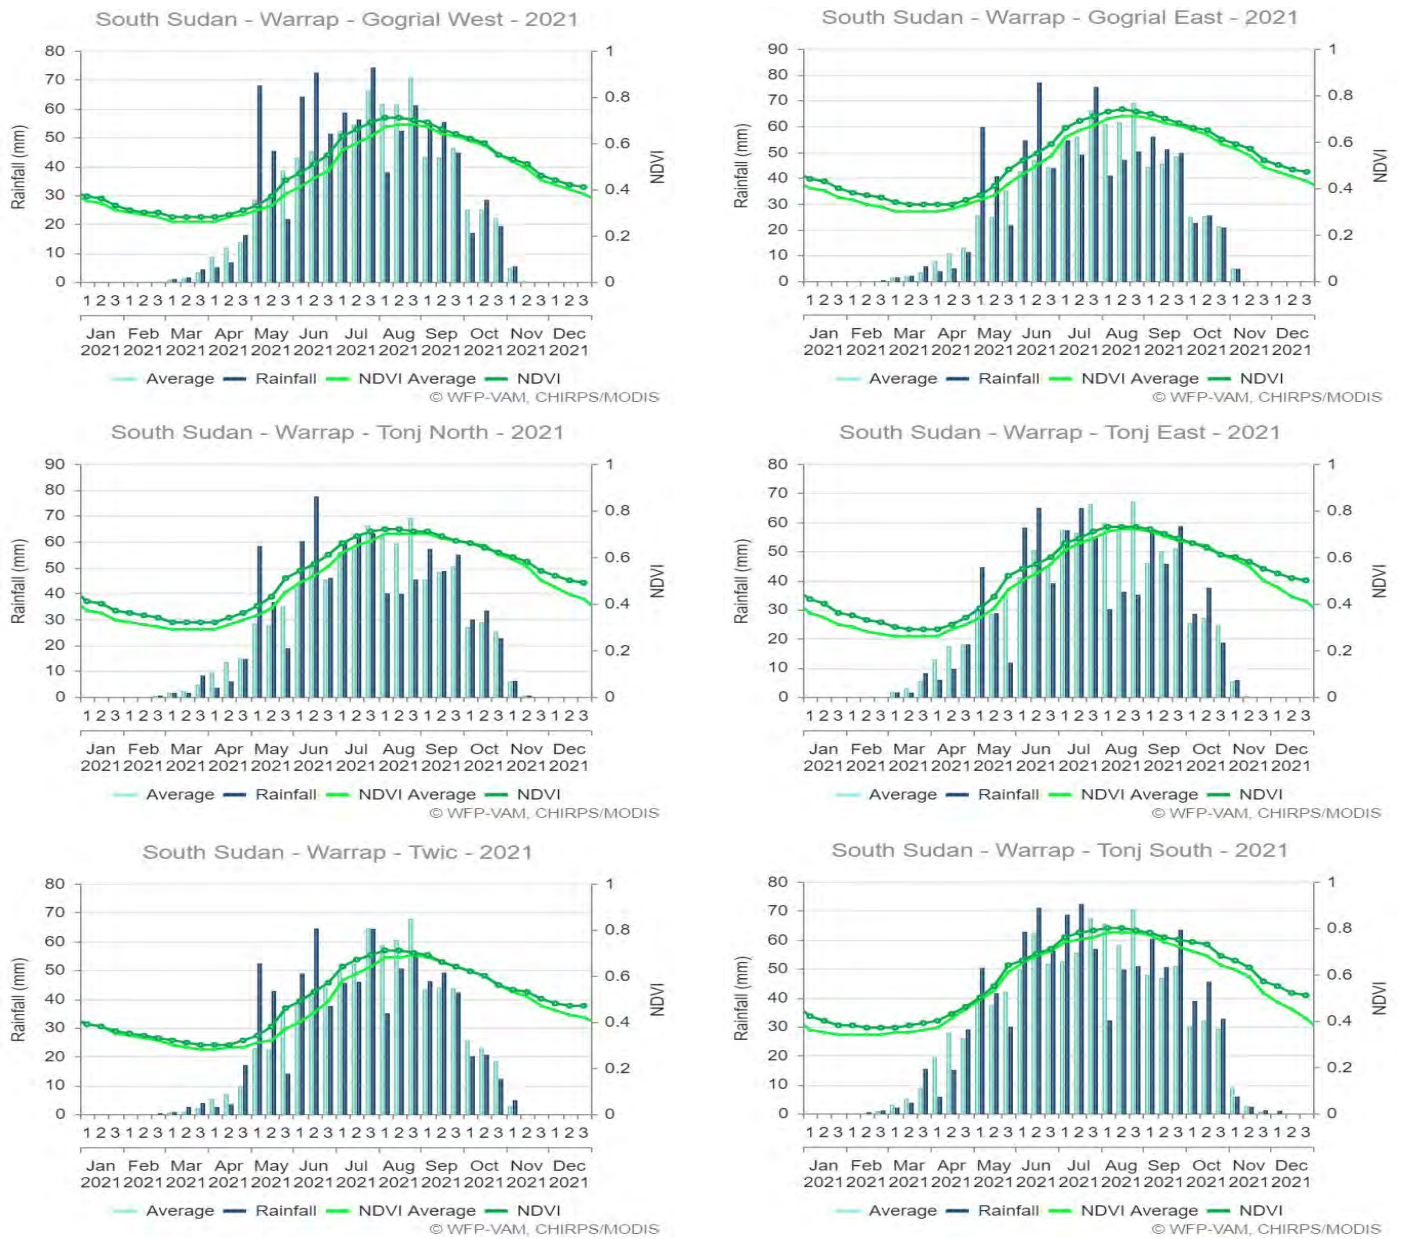 South Sudan - Warrap - Gogrial West - 2021
80 70 60 50 40 30 20 10 0
Rainfall (mm)
1 0.8 0.6 0.4 0.2 0
NDVI
1 2 3 1 2 3 1 2 3 1 2 3 1 2 3 1 2 3 1 2 3 1 2 3 1 2 3 1 2 3 1 2 3 1 2 3
Jan Feb Mar Apr May Jun Jul Aug Sep Oct Nov Dec
2021 2021 2021 2021 2021 2021 2021 2021 2021 2021 2021 2021
Average Rainfall NDVI Average NDVI
© WFP-VAM, CHIRPS/MODIS
South Sudan - Warrap - Gogrial East - 2021
90 80 70 60 50 40 30 20 10 0
Rainfall (mm)
1 0.8 0.6 0.4 0.2 0
NDVI
1 2 3 1 2 3 1 2 3 1 2 3 1 2 3 1 2 3 1 2 3 1 2 3 1 2 3 1 2 3 1 2 3 1 2 3
Jan Feb Mar Apr May Jun Jul Aug Sep Oct Nov Dec
2021 2021 2021 2021 2021 2021 2021 2021 2021 2021 2021 2021
Average Rainfall NDVI Average NDVI
© WFP-VAM, CHIRPS/MODIS
South Sudan - Warrap - Tonj North - 2021
90 80 70 60 50 40 30 20 10 0
Rainfall (mm)
1 0.8 0.6 0.4 0.2 0
NDVI
1 2 3 1 2 3 1 2 3 1 2 3 1 2 3 1 2 3 1 2 3 1 2 3 1 2 3 1 2 3 1 2 3 1 2 3
Jan Feb Mar Apr May Jun Jul Aug Sep Oct Nov Dec
2021 2021 2021 2021 2021 2021 2021 2021 2021 2021 2021 2021
Average Rainfall NDVI Average NDVI
© WFP-VAM, CHIRPS/MODIS
South Sudan - Warrap - Tonj East - 2021
80 70 60 50 40 30 20 10 0
Rainfall (mm)
1 0.8 0.6 0.4 0.2 0
NDVI
1 2 3 1 2 3 1 2 3 1 2 3 1 2 3 1 2 3 1 2 3 1 2 3 1 2 3 1 2 3 1 2 3 1 2 3
Jan Feb Mar Apr May Jun Jul Aug Sep Oct Nov Dec
2021 2021 2021 2021 2021 2021 2021 2021 2021 2021 2021 2021
Average Rainfall NDVI Average NDVI
© WFP-VAM, CHIRPS/MODIS
South Sudan - Warrap - Twic - 2021
80 70 60 50 40 30 20 10 0
Rainfall (mm)
1 0.8 0.6 0.4 0.2 0
NDVI
1 2 3 1 2 3 1 2 3 1 2 3 1 2 3 1 2 3 1 2 3 1 2 3 1 2 3 1 2 3 1 2 3 1 2 3
Jan Feb Mar Apr May Jun Jul Aug Sep Oct Nov Dec
2021 2021 2021 2021 2021 2021 2021 2021 2021 2021 2021 2021
Average Rainfall NDVI Average NDVI
© WFP-VAM, CHIRPS/MODIS
South Sudan - Warrap - Tonj South - 2021
80 70 60 50 40 30 20 10 0
Rainfall (mm)
1 0.8 0.6 0.4 0.2 0
NDVI
1 2 3 1 2 3 1 2 3 1 2 3 1 2 3 1 2 3 1 2 3 1 2 3 1 2 3 1 2 3 1 2 3 1 2 3
Jan Feb Mar Apr May Jun Jul Aug Sep Oct Nov Dec
2021 2021 2021 2021 2021 2021 2021 2021 2021 2021 2021 2021
Average Rainfall NDVI Average NDVI
© WFP-VAM, CHIRPS/MODIS